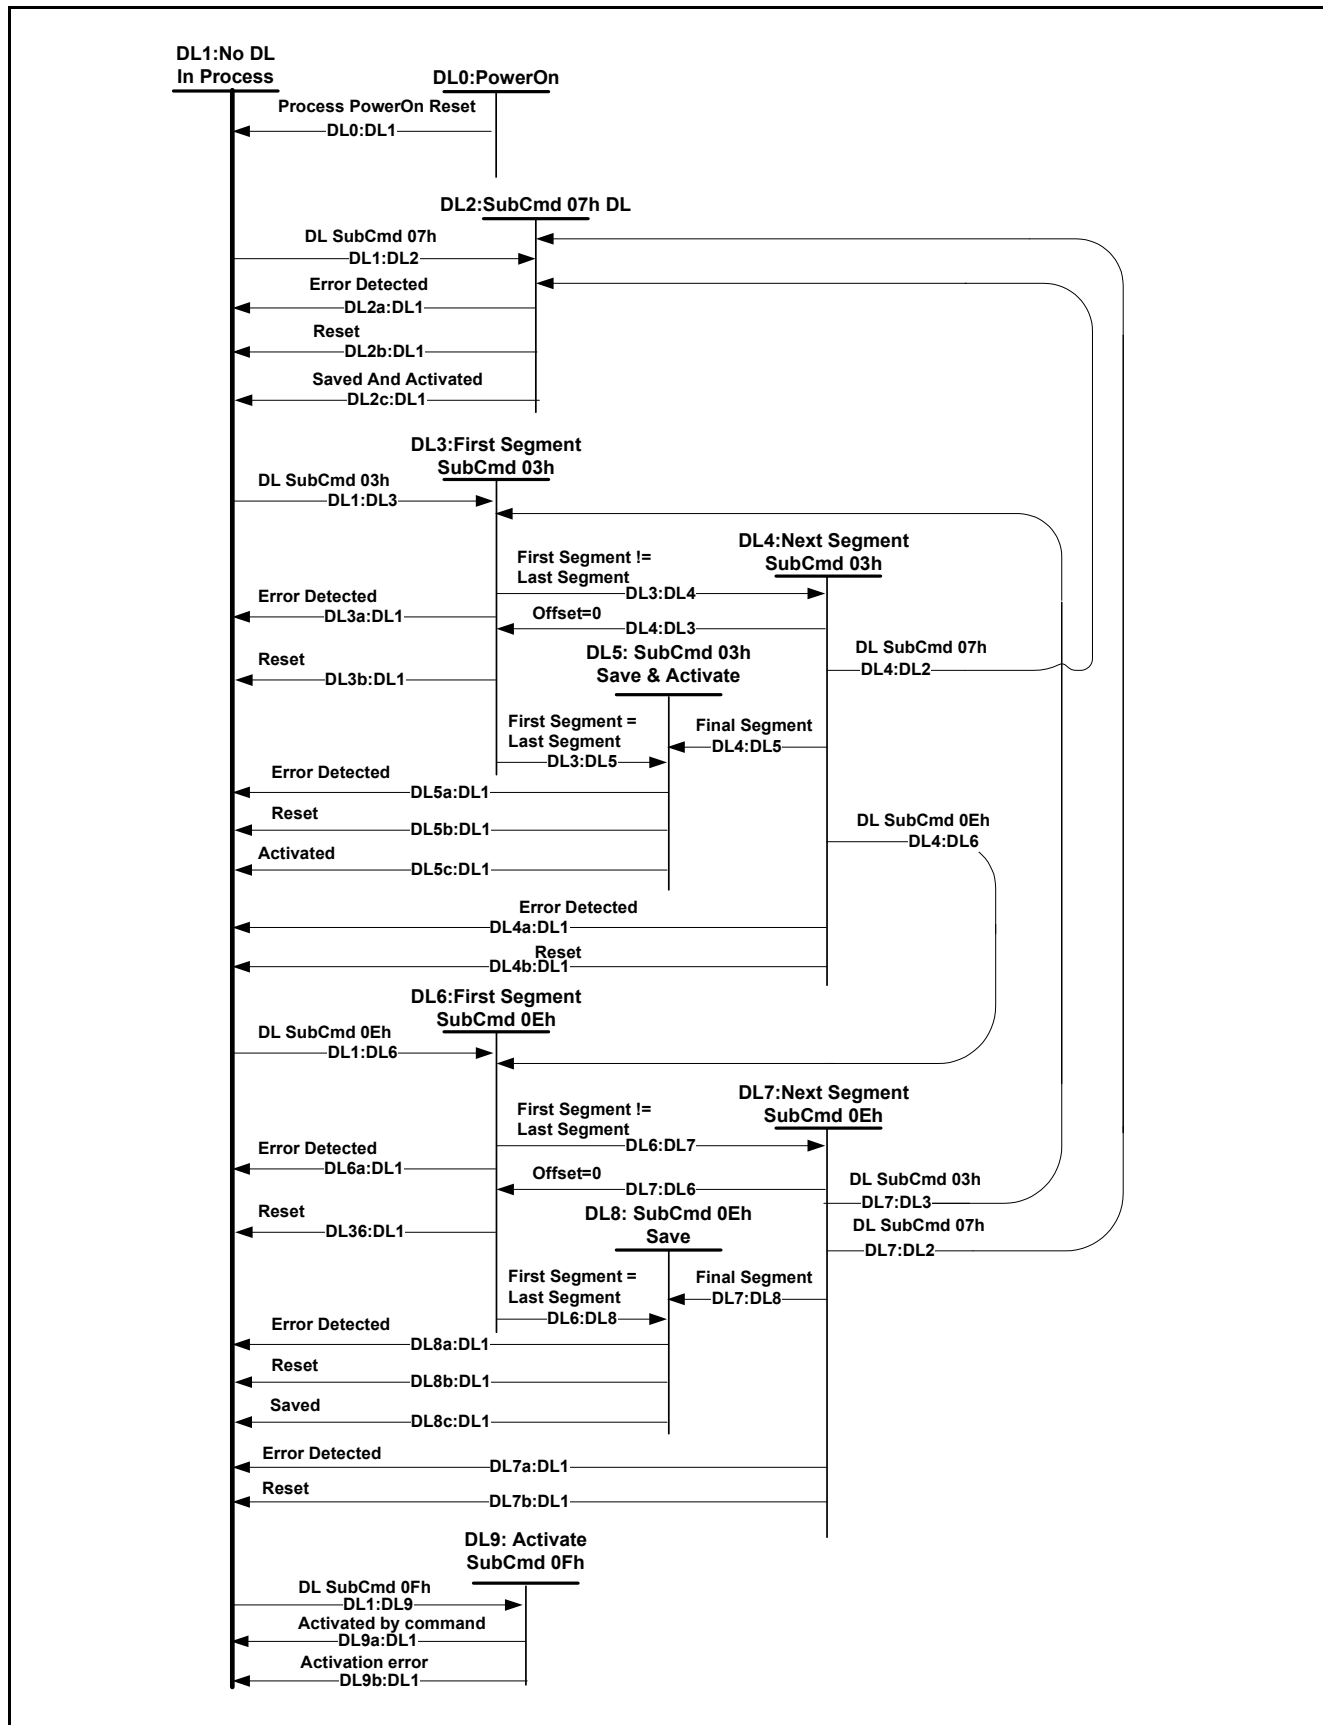 DL1:No DL
In Process
DL0:PowerOn
Process PowerOn Reset
DL0:DL1
DL2:SubCmd 07h DL
DL SubCmd 07h
DL1:DL2
Error Detected
DL2a:DL1
Reset
DL2b:DL1
Saved And Activated
DL2c:DL1
DL3:First Segment
SubCmd 03h
DL SubCmd 03h
DL1:DL3
DL4:Next Segment
SubCmd 03h
First Segment !=
Last Segment
DL3:DL4
Error Detected
DL3a:DL1
Offset=0
DL4:DL3
DL SubCmd 07h
DL4:DL2
Reset
DL3b:DL1
DL5: SubCmd 03h
Save & Activate
First Segment =
Last Segment
DL3:DL5
Final Segment
DL4:DL5
Error Detected
DL5a:DL1
Reset
DL5b:DL1
DL SubCmd 0Eh
DL4:DL6
Activated
DL5c:DL1
Error Detected
DL4a:DL1
Reset
DL4b:DL1
DL6:First Segment
SubCmd 0Eh
DL SubCmd 0Eh
DL1:DL6
DL7:Next Segment
SubCmd 0Eh
First Segment !=
Last Segment
DL6:DL7
Error Detected
DL6a:DL1
Offset=0
DL7:DL6
DL SubCmd 03h
DL7:DL3
Reset
DL36:DL1
DL8: SubCmd 0Eh
Save
DL SubCmd 07h
DL7:DL2
First Segment =
Last Segment
DL6:DL8
Final Segment
DL7:DL8
Error Detected
DL8a:DL1
Reset
DL8b:DL1
Saved
DL8c:DL1
Error Detected
DL7a:DL1
Reset
DL7b:DL1
DL9: Activate
SubCmd 0Fh
DL SubCmd 0Fh
DL1:DL9
Activated by command
DL9a:DL1
Activation error
DL9b:DL1